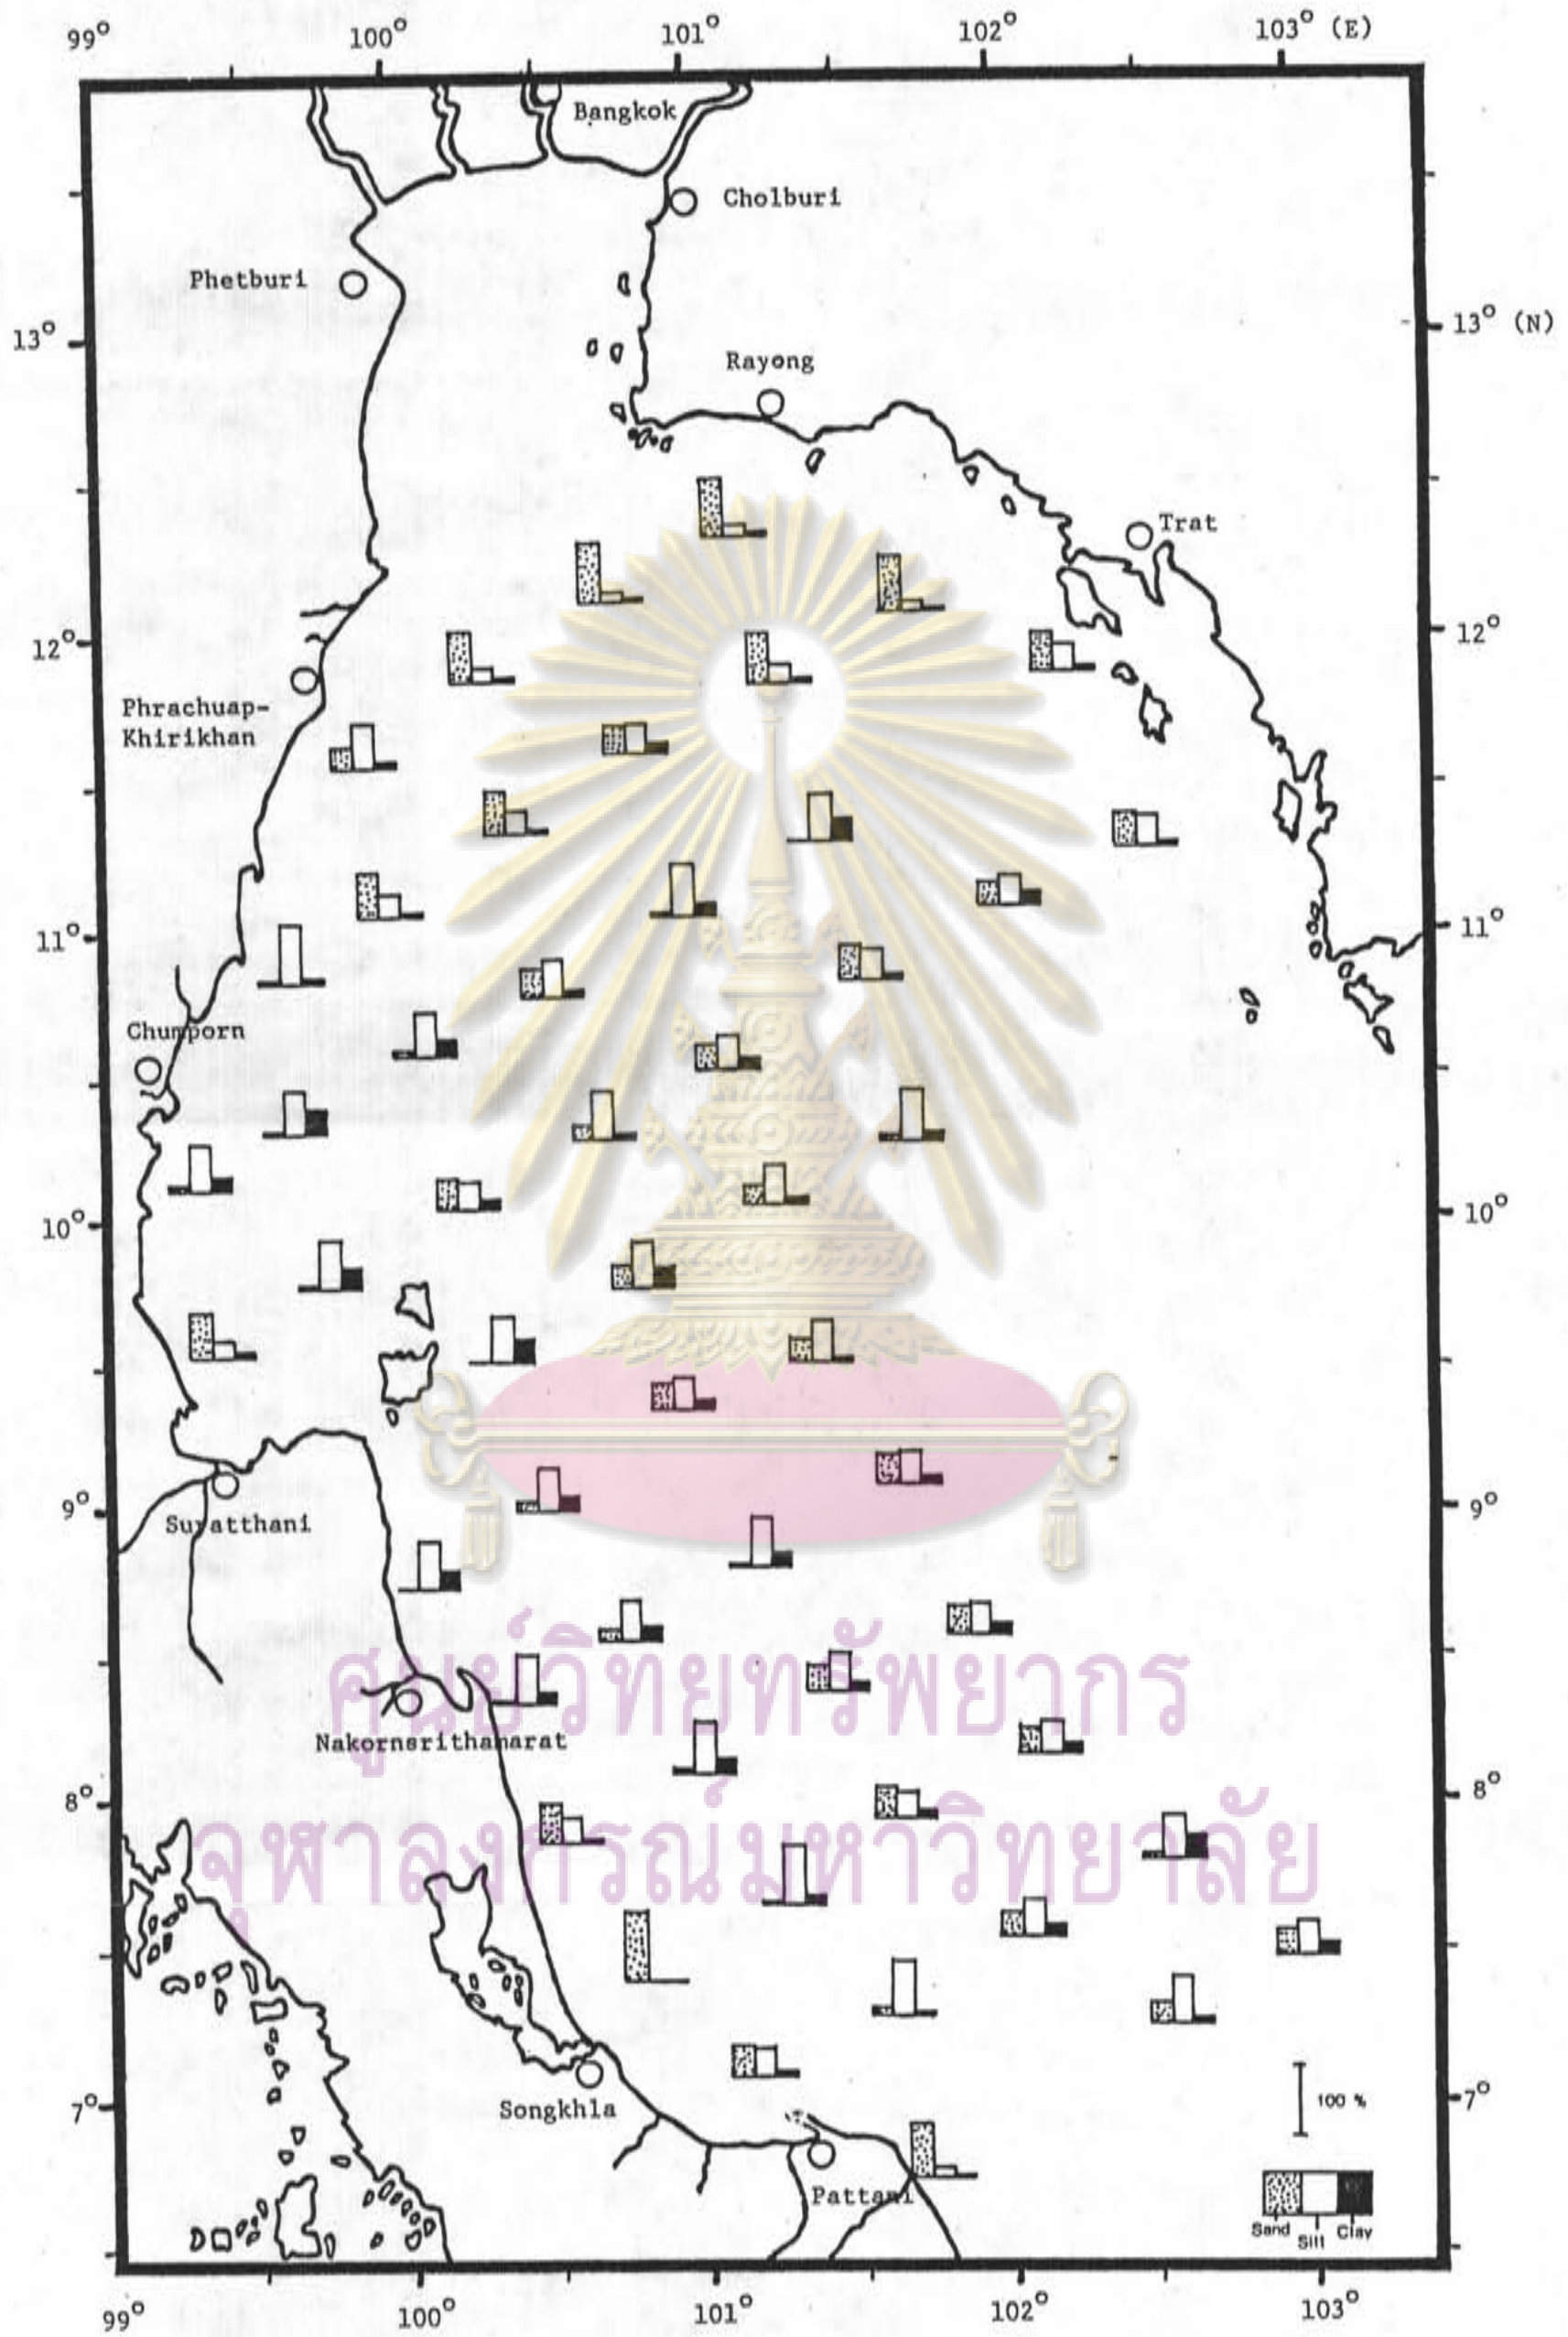 99° 100° 101° 102° 103° (E)
Bangkok
Cholburi
Phetburi
13° 13° (N)
Rayong
Trat
12° 12°
Phrachuap-
Khirikhan
11° 11°
Chumporn
10° 10°
9° 9°
Suratthani
ศูนย์วิทยทรัพยากร
Nakornsrithamarat
8° 8°
จุฬาลงกรณ์มหาวิทยาลัย
7° 7°
100 %
Songkhla
Pattani
Sand Silt Clay
99° 100° 101° 102° 103°